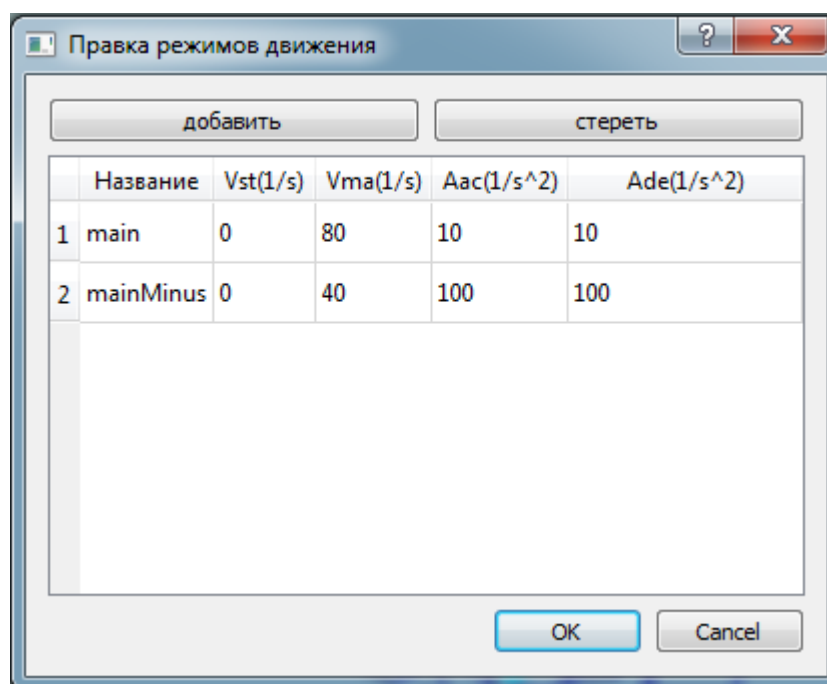 Правка режимов движения
добавить стереть
Название Vst(1/s) Vma(1/s) Aac(1/s^2) Ade(1/s^2)
1 main 0 80 10 10
2 mainMinus 0 40 100 100
OK Cancel